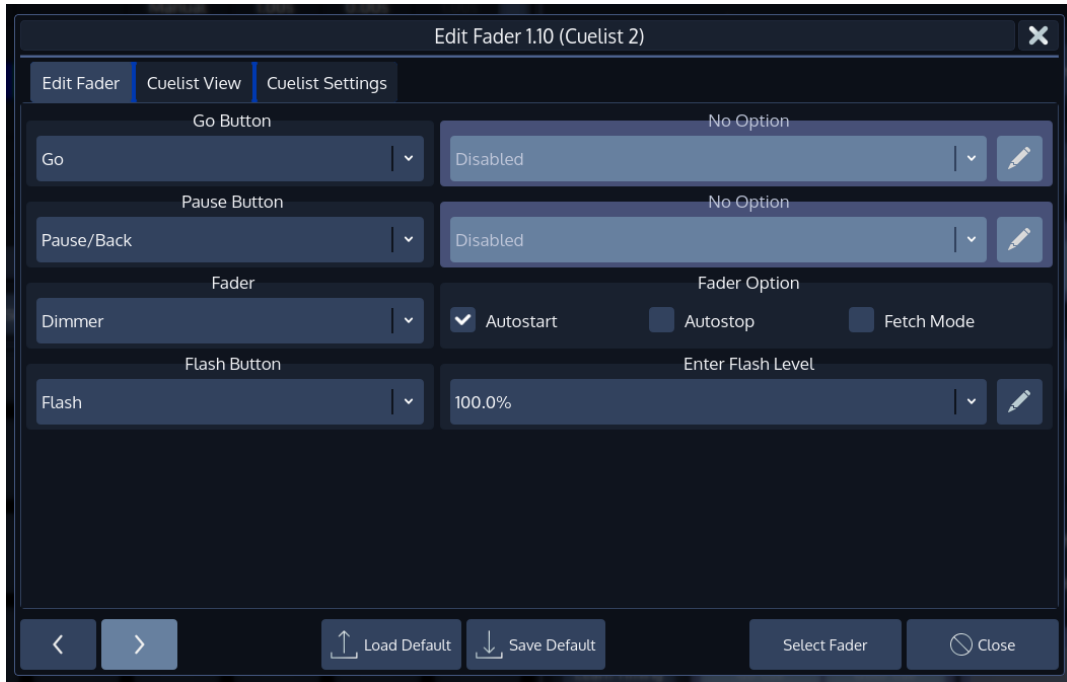 Edit Fader 1.10 (Cuelist 2)
Edit Fader Cuelist View Cuelist Settings
Go Button No Option
Go Disabled
Pause Button No Option
Pause/Back Disabled
Fader Fader Option
Dimmer Autostart Autostop Fetch Mode
Flash Button Enter Flash Level
Flash 100.0%
Load Default Save Default Select Fader Close